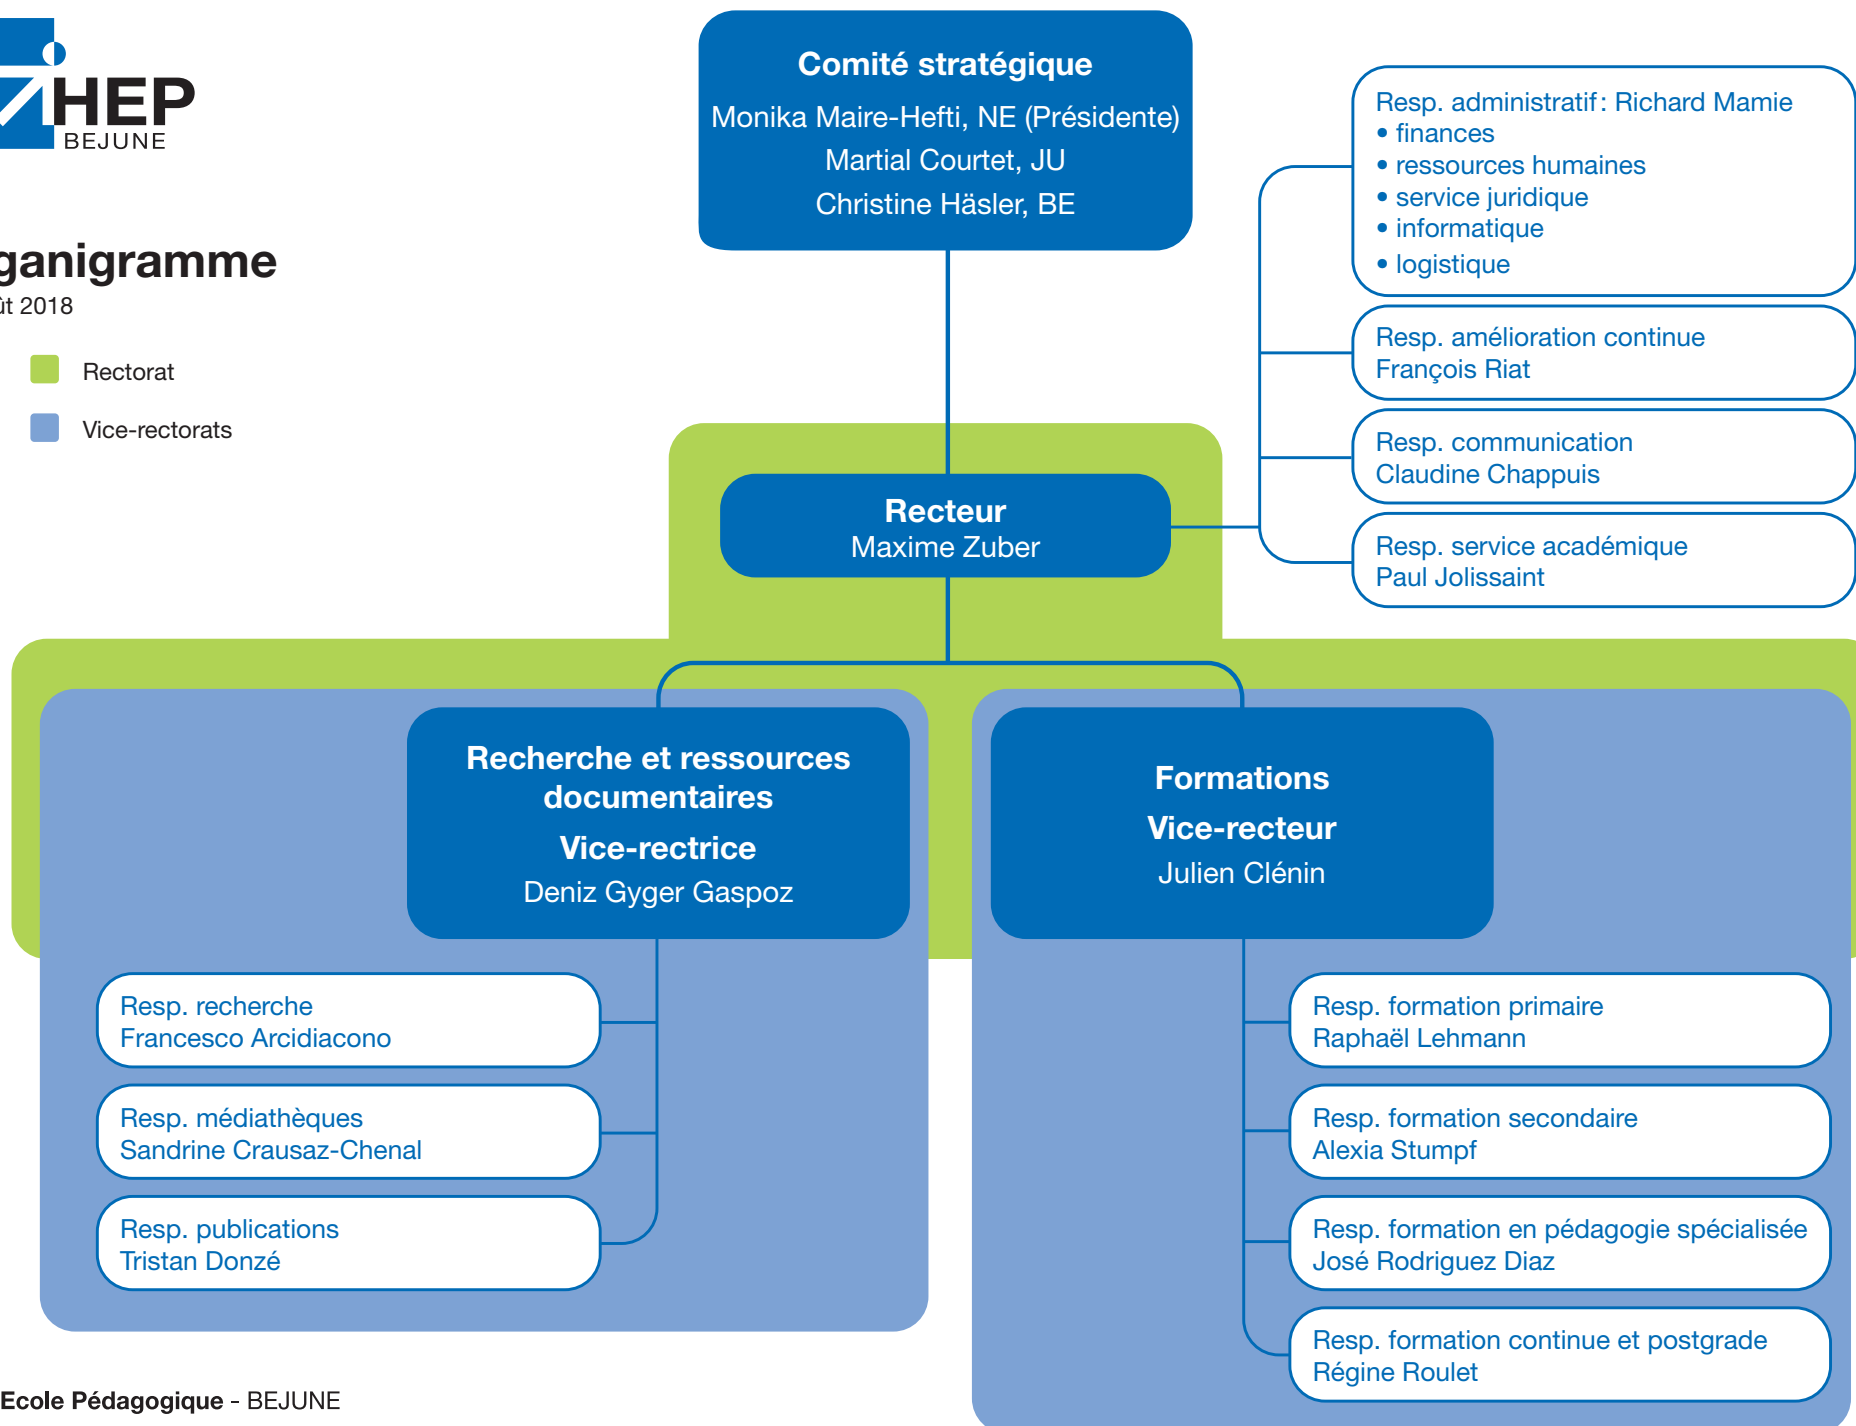 HEP
BEJUNE
ganigramme
ût 2018
Rectorat
Vice-rectorats
Comité stratégique
Monika Maire-Hefti, NE (Présidente)
Martial Courtet, JU
Christine Häsler, BE
Resp. administratif: Richard Mamie
• finances
• ressources humaines
• service juridique
• informatique
• logistique
Resp. amélioration continue
François Riat
Resp. communication
Claudine Chappuis
Resp. service académique
Paul Jolissaint
Recteur
Maxime Zuber
Recherche et ressources
documentaires
Vice-rectrice
Deniz Gyger Gaspoz
Resp. recherche
Francesco Arcidiacono
Resp. médiathèques
Sandrine Crausaz-Chenal
Resp. publications
Tristan Donzé
Formations
Vice-recteur
Julien Clénin
Resp. formation primaire
Raphaël Lehmann
Resp. formation secondaire
Alexia Stumpf
Resp. formation en pédagogie spécialisée
José Rodriguez Diaz
Resp. formation continue et postgrade
Régine Roulet
Ecole Pédagogique - BEJUNE